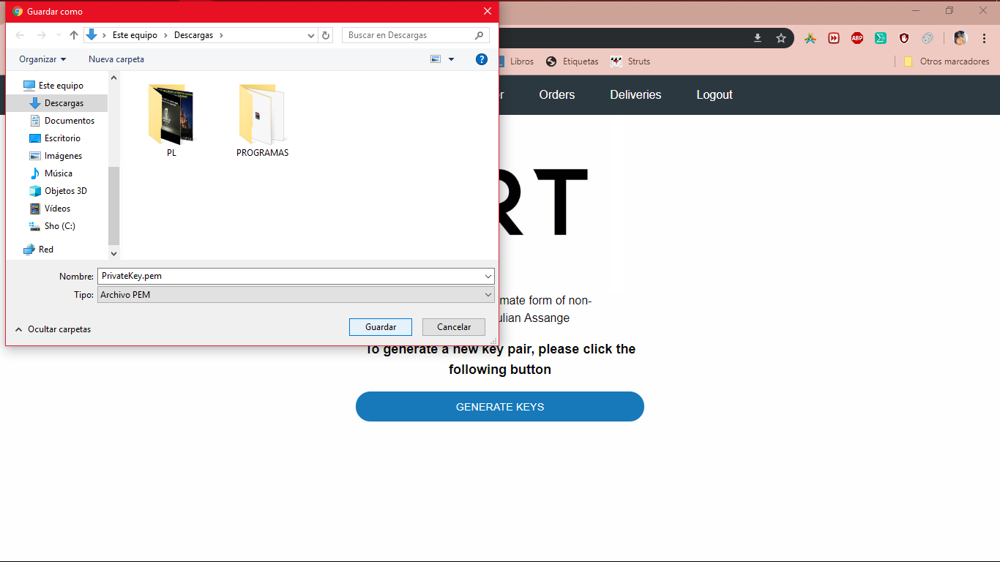 Guardar como
Este equipo
Descargas
Buscar en Descargas
Organizar
Nueva carpeta
?
Este equipo
Descargas
Documentos
Escritorio
Imágenes
Música
Objetos 3D
Vídeos
Sho (C:)
Red
PL
PROGRAMAS
Nombre:
PrivateKey.pem
Tipo:
Archivo PEM
Ocultar carpetas
Guardar
Cancelar
ABP
Libros
Etiquetas
Struts
Otros marcadores
r
Orders
Deliveries
Logout
RT
mate form of non-
ulian Assange
To generate a new key pair, please click the
following button
GENERATE KEYS